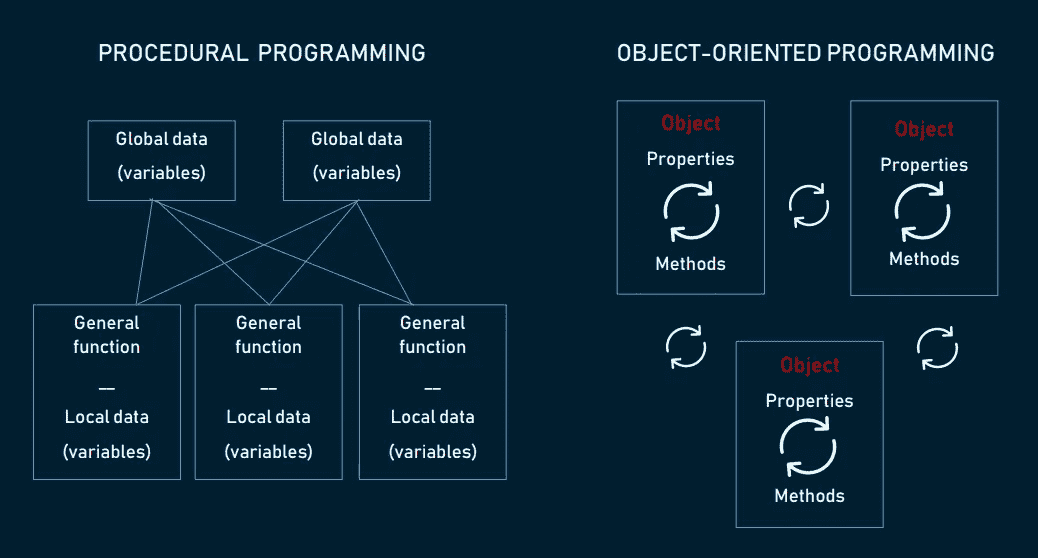 PROCEDURAL PROGRAMMING
Global data
(variables)
Global data
(variables)
General
function
—
Local data
(variables)
General
function
—
Local data
(variables)
General
function
—
Local data
(variables)
OBJECT-ORIENTED PROGRAMMING
Object
Properties
Methods
Object
Properties
Methods
Object
Properties
Methods